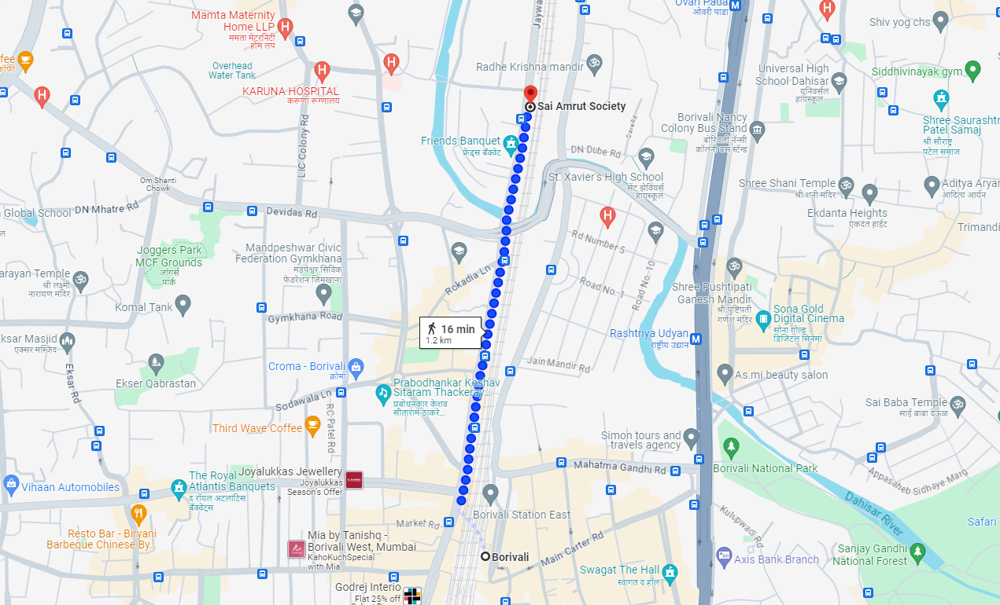 Mamta Maternity
Home LLP
ममता मॅटरनिटी
होम लप
Ovari Pada
ओवरी पाडा
Shiv yog chs
Overhead
Water Tank
Radhe Krishna mandir
Universal High
School Dahisar
युनिवर्सल
हायस्कूल...
Siddhivinayak gym
KARUNA HOSPITAL
करूणा रूग्णालय
Sai Amrut Society
Borivali Nancy
Colony Bus Stand
बोरिवली नॅन्सी
कॉलनी बस स्टॅन्ड
Shree Saurashtr
Patel Samaj
श्री सौराष्ट्र
पटेल समाज
LIC Colony Rd
Dave Rd
Friends Banquet
फ्रेंड्स बँक्वेट
DN Dube Rd
St. Xavier's High School
सेंट झेवियर्स
हायस्कूल
Om Shanti
Chowk
Shree Shani Temple
श्री शनी मंदिर
Aditya Aryan
आदित्य आर्यन
Global School
DN Mhatre Rd
Devidas Rd
Ekdanta Heights
एकदंत हाईट
Trimandi
Rd Number 5
Joggers Park
MCF Grounds
जॉगर्स
पार्क
Mandpeshwar Civic
Federation Gymkhana
मंडपेश्वर सिविक
फेडरेशन जिमखाना
Rokadia Ln
Road No. 1
Road No.-10
arayan Temple
श्री लक्ष्मी
नारायण मंदिर
Shree Pushtipati
Ganesh Mandir
श्री पुष्टिपती
गणेश मंदिर
Komal Tank
Gymkhana Road
Sona Gold
Digital Cinema
सोना गोल्ड
डिजिटल सिनेमा
16 min
1.2 km
Rashtriya Udyan
राष्ट्रीय उद्यान
Eksar Masjid
एक्सर मस्जिद
Croma - Borivali
क्रोमा
Jain Mandir Rd
Eksar Rd
Ekser Qabrastan
As.mi.beauty salon
Prabodhankar Keshav
Sitaram Thackeray...
प्रबोधनकार केशव
सीताराम ठाकरे...
Sodawala Ln
RC Patel Rd
Sai Baba Temple
साई बाबा देऊळ
Third Wave Coffee
Simon tours and
travels agency
Mahatma Gandhi Rd
Borivali National Park
Appasaheb Sidhaye Marg
Joyalukkas Jewellery
Joyalukkas
Season's Offer
The Royal
Atlantis Banquets
द रॉयल अटलांटिस
बँक्वेट्स
Vihaan Automobiles
Dahisar River
Borivali Station East
Kulupwadi Rd
Market Rd
Safari
Resto Bar - Biryani
Barbeque Chinese By...
Mia by Tanishq -
Borivali West, Mumbai
KahoKuchSpecial
with Mia
Main Carter Rd
Borivali
Sanjay Gandhi
National Forest
Axis Bank Branch
Swagat The Hall
स्वागत द हॉल
Godrej Interio
Flat 25% off